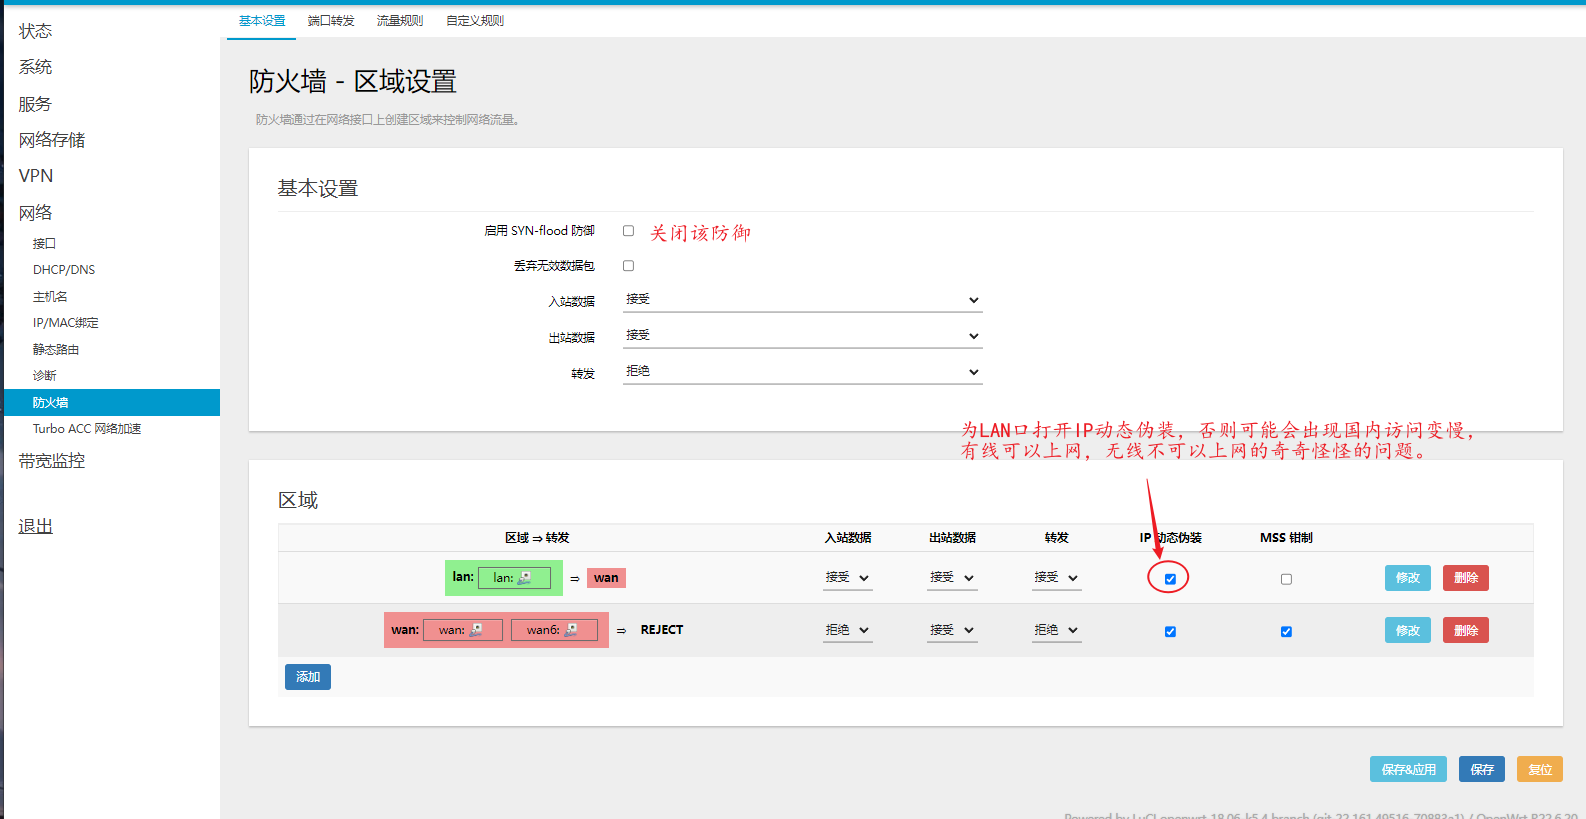 基本设置 端口转发 流量规则 自定义规则
状态
系统
服务
网络存储
VPN
网络
接口
DHCP/DNS
主机名
IP/MAC绑定
静态路由
诊断
防火墙
Turbo ACC 网络加速
带宽监控
退出
防火墙 - 区域设置
防火墙通过在网络接口上创建区域来控制网络流量。
基本设置
启用 SYN-flood 防御 关闭该防御
丢弃无效数据包
入站数据 接受
出站数据 接受
转发 拒绝
为LAN口打开IP动态伪装，否则可能会出现国内访问变慢，
有线可以上网，无线不可以上网的奇奇怪怪的问题。
区域
区域 ⇒ 转发 入站数据 出站数据 转发 IP 动态伪装 MSS 钳制
lan: lan: ⇒ wan 接受 接受 接受 修改 删除
wan: wan: wan6: ⇒ REJECT 拒绝 接受 拒绝 修改 删除
添加
保存&应用 保存 复位
Powered by LuCI openwrt-18.06-k5.4 branch (git-22.161.49516-70883e1) / OpenWrt R22.6.20